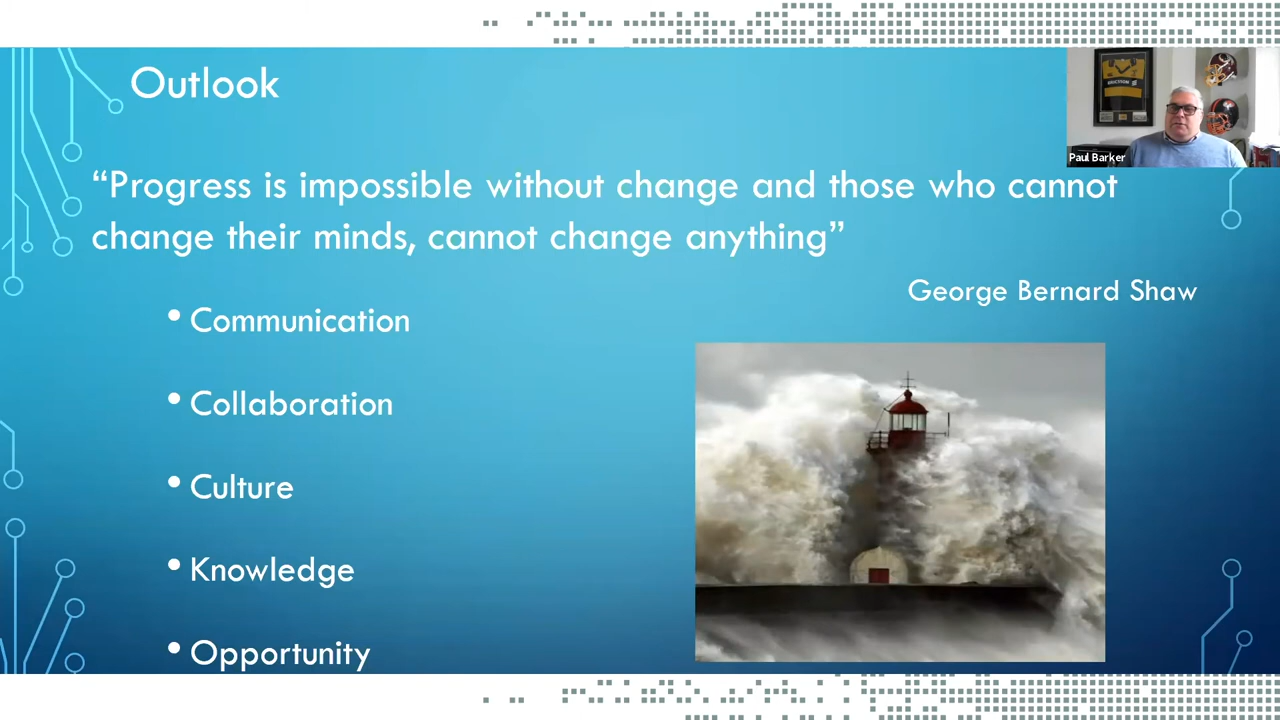 Outlook
Paul Barker
“Progress is impossible without change and those who cannot
change their minds, cannot change anything”
George Bernard Shaw
• Communication
• Collaboration
• Culture
• Knowledge
• Opportunity